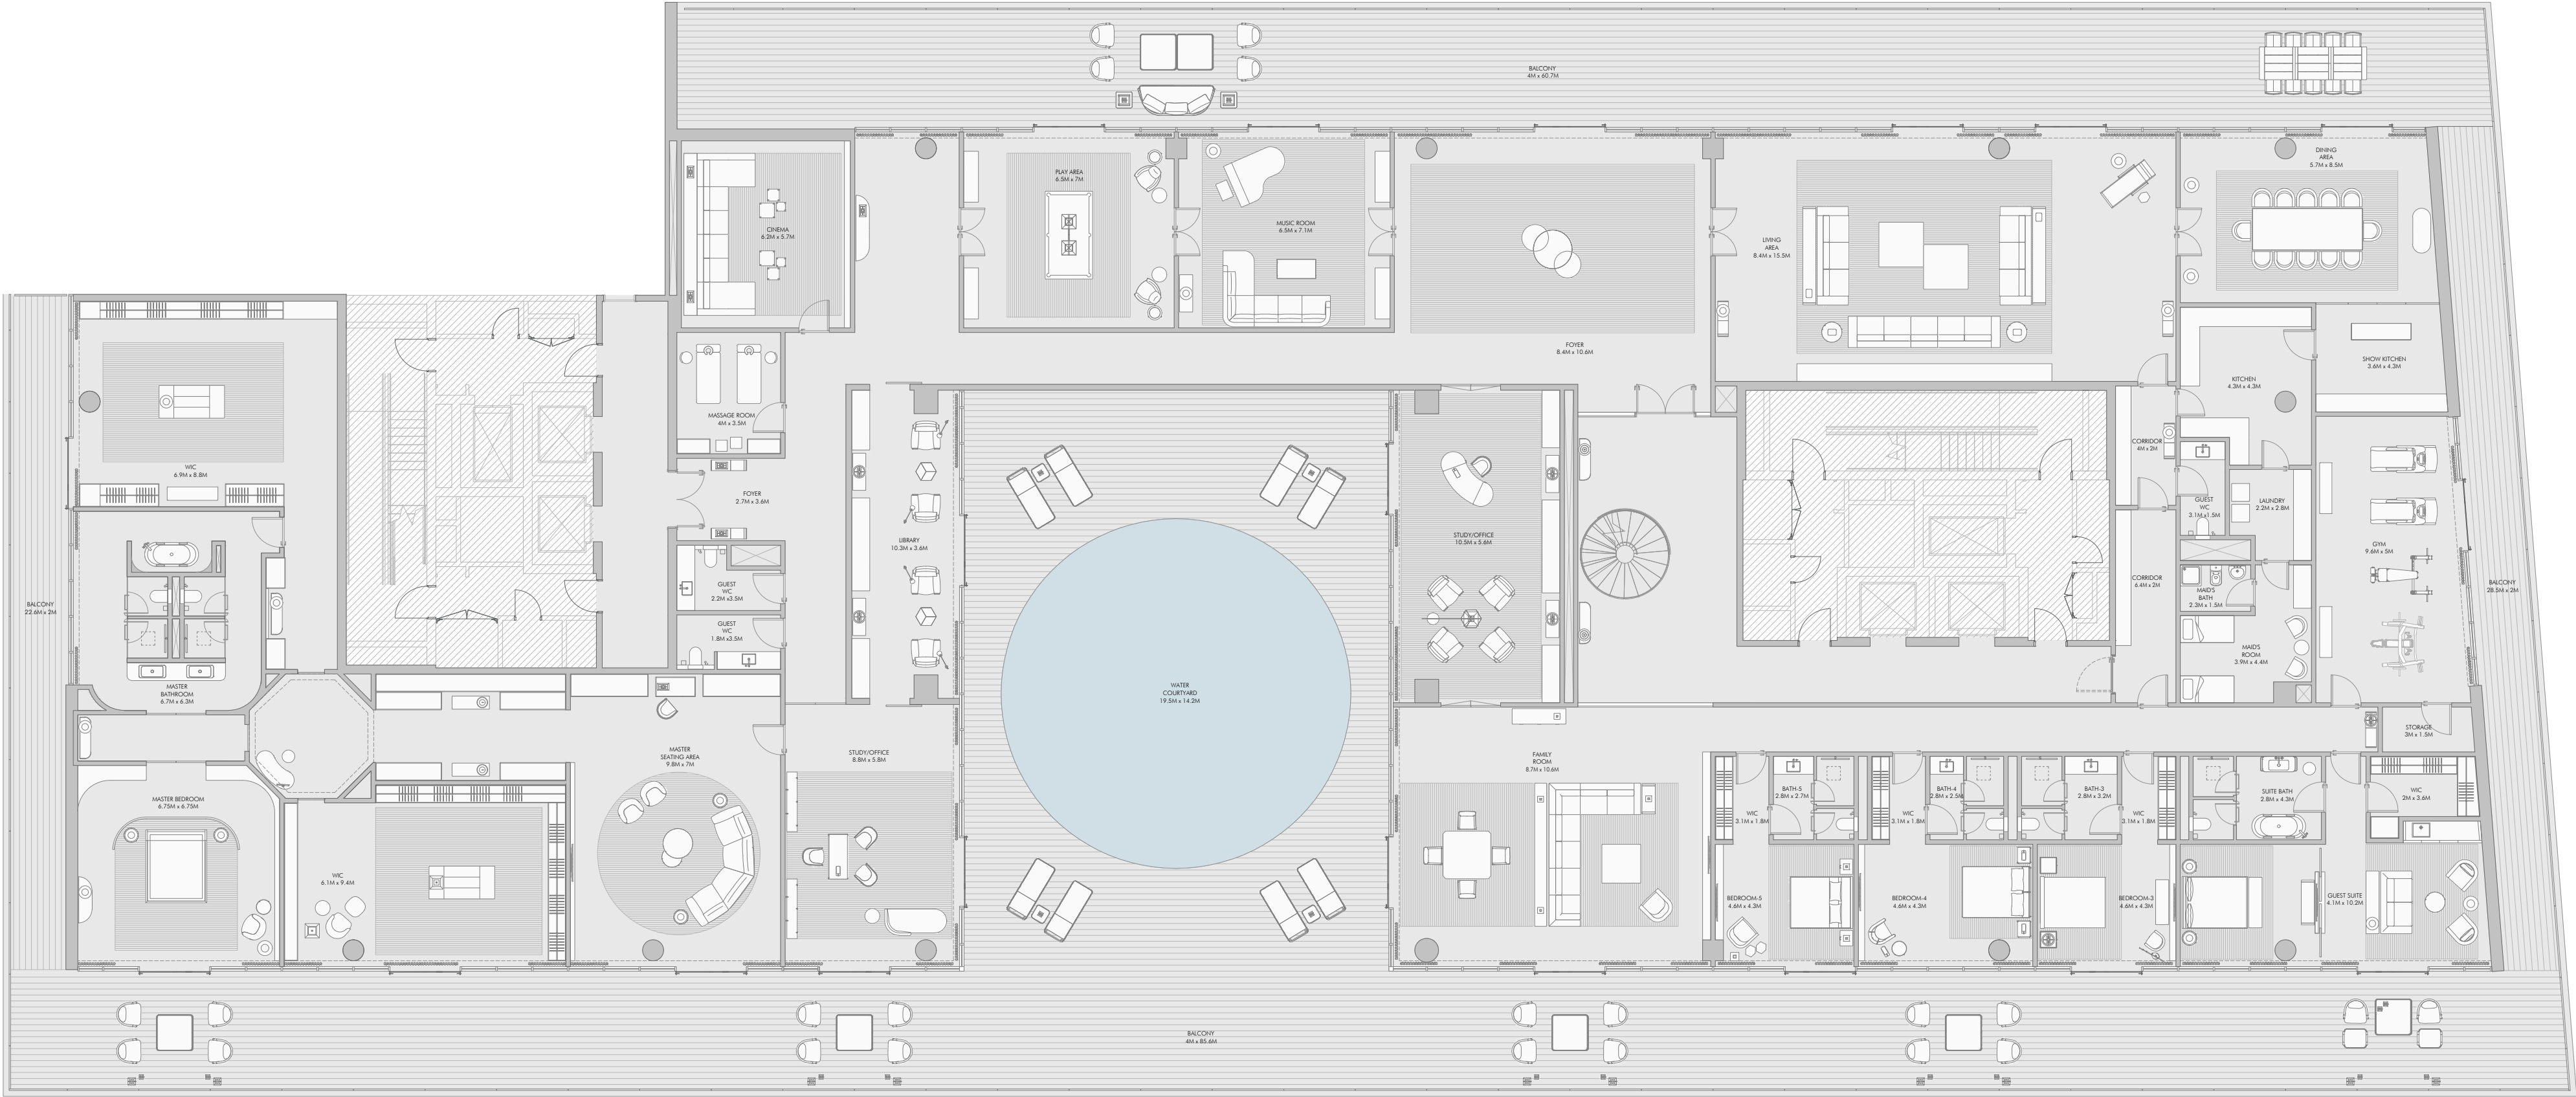 BALCONY
4M x 60.7M
DINING
AREA
5.7M x 8.5M
PLAY AREA
6.5M x 7M
CINEMA
6.2M x 5.7M
MUSIC ROOM
6.5M x 7.1M
LIVING
AREA
8.4M x 15.5M
FOYER
8.4M x 10.6M
SHOW KITCHEN
3.6M x 4.3M
KITCHEN
4.3M x 4.3M
MASSAGE ROOM
4M x 3.5M
WIC
6.9M x 8.8M
CORRIDOR
4M x 2M
FOYER
2.7M x 3.6M
GUEST
WC
3.1M x1.5M
LAUNDRY
2.2M x 2.8M
LIBRARY
10.3M x 3.6M
STUDY/OFFICE
10.5M x 5.6M
GYM
9.6M x 5M
CORRIDOR
6.4M x 2M
BALCONY
28.5M x 2M
GUEST
WC
2.2M x3.5M
MAID'S
BATH
2.3M x 1.5M
BALCONY
22.6M x 2M
GUEST
WC
1.8M x3.5M
MAID'S
ROOM
3.9M x 4.4M
MASTER
BATHROOM
6.7M x 6.3M
WATER
COURTYARD
19.5M x 14.2M
STORAGE
3M x 1.5M
MASTER
SEATING AREA
9.8M x 7M
STUDY/OFFICE
8.8M x 5.8M
FAMILY
ROOM
8.7M x 10.6M
BATH-5
2.8M x 2.7M
BATH-4
2.8M x 2.5M
BATH-3
2.8M x 3.2M
SUITE BATH
2.8M x 4.3M
WIC
2M x 3.6M
MASTER BEDROOM
6.75M x 6.75M
WIC
3.1M x 1.8M
WIC
3.1M x 1.8M
WIC
3.1M x 1.8M
WIC
6.1M x 9.4M
BEDROOM-5
4.6M x 4.3M
BEDROOM-4
4.6M x 4.3M
BEDROOM-3
4.6M x 4.3M
GUEST SUITE
4.1M x 10.2M
BALCONY
4M x 85.6M